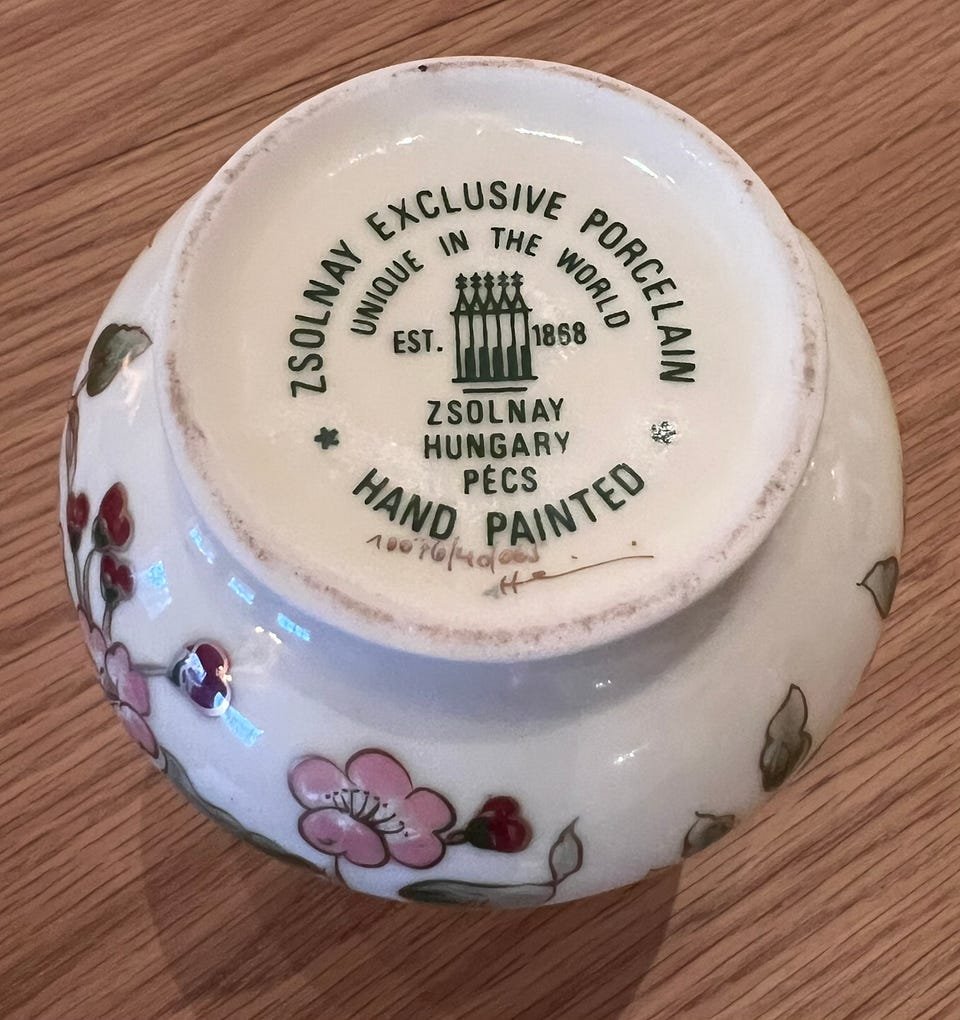 ZSOLNAY EXCLUSIVE PORCELAIN
UNIQUE IN THE WORLD
EST. 1868
ZSOLNAY
HUNGARY
PÉCS
HAND PAINTED